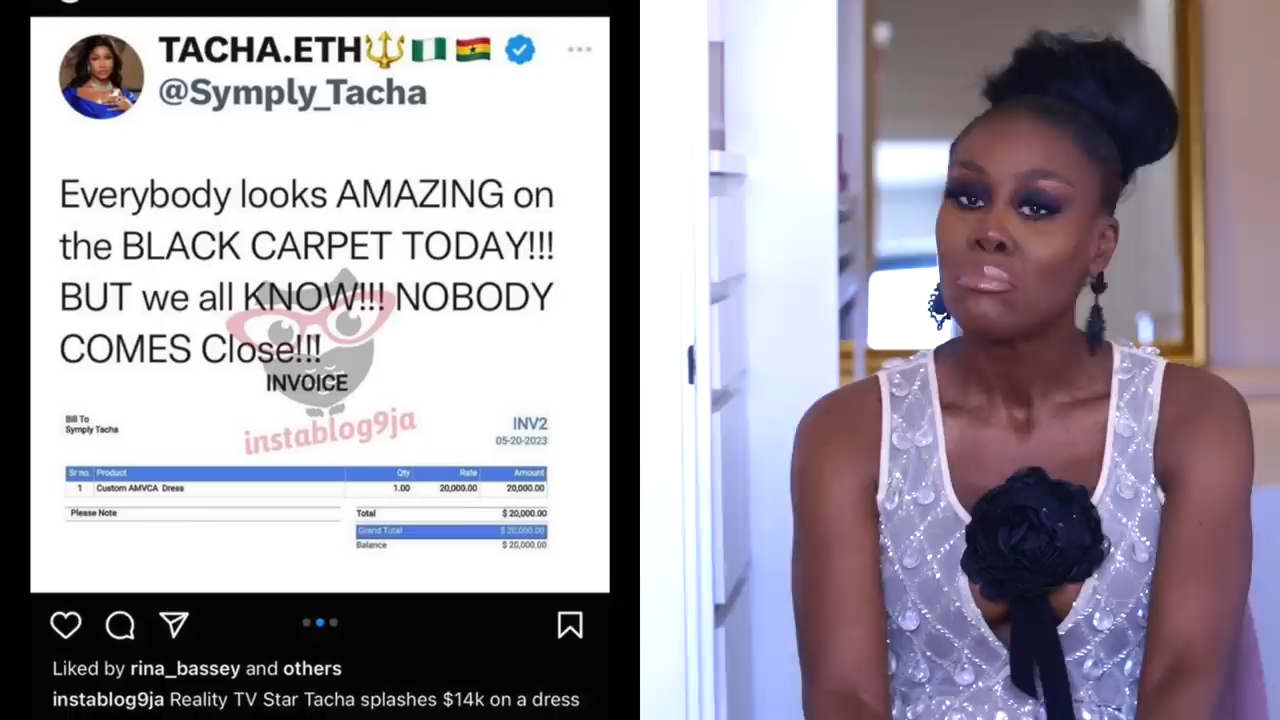 TACHA.ETH🔱🇳🇬🇬🇭
@Symply_Tacha
Everybody looks AMAZING on
the BLACK CARPET TODAY!!!
BUT we all KNOW!!! NOBODY
COMES Close!!!
INVOICE
instablog9ja
Bill To
Symply Tacha
INV2
05-20-2023
Sr no. Product Qty Rate Amount
1 Custom AMVCA Dress 1.00 20,000.00 20,000.00
Please Note
Total $ 20,000.00
Grand Total $ 20,000.00
Balance $ 20,000.00
Liked by rina_bassey and others
instablog9ja Reality TV Star Tacha splashes $14k on a dress